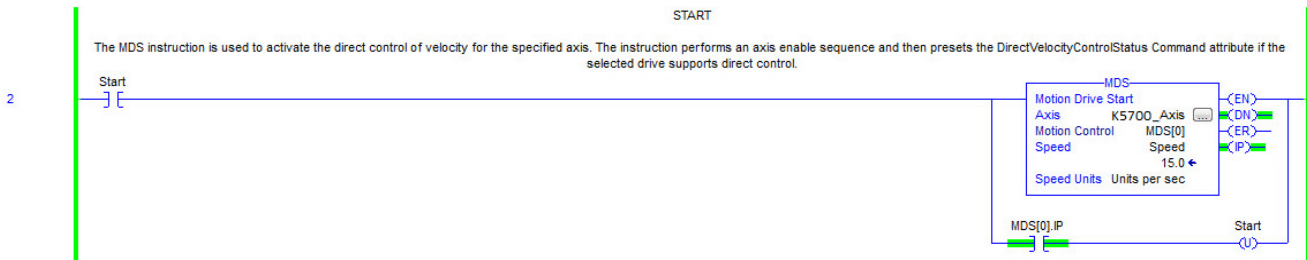 START
The MDS instruction is used to activate the direct control of velocity for the specified axis. The instruction performs an axis enable sequence and then presets the DirectVelocityControlStatus Command attribute if the
selected drive supports direct control.
Start
2
MDS
Motion Drive Start
Axis K5700_Axis ...
Motion Control MDS[0]
Speed Speed
15.0
Speed Units Units per sec
EN
DN
ER
IP
MDS[0].IP
Start
U